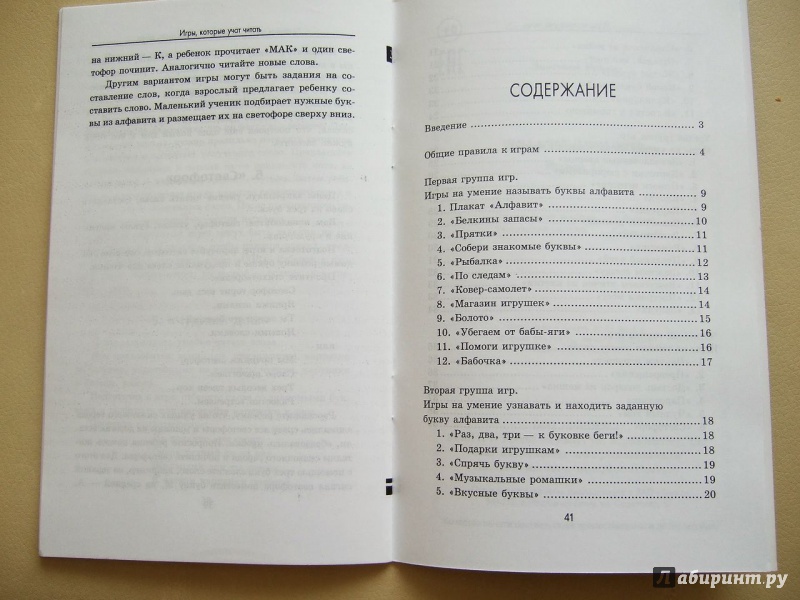 Игры, которые учат читать
на нижний — К, а ребенок прочитает «МАК» и один све-
тофор починит. Аналогично читайте новые слова.
Другим вариантом игры могут быть задания на со-
ставление слов, когда взрослый предлагает ребенку со-
ставить слово. Маленький ученик подбирает нужные бук-
вы из алфавита и размещает их на светофоре сверху вниз.
СОДЕРЖАНИЕ
Введение 3
Общие правила к играм 4
Первая группа игр.
Игры на умение называть буквы алфавита 9
1. Плакат «Алфавит» 9
2. «Белкины запасы» 10
3. «Прятки» 11
4. «Собери знакомые буквы» 11
5. «Рыбалка» 12
6. «По следам» 13
7. «Ковер-самолет» 14
8. «Магазин игрушек» 14
9. «Болото» 15
10. «Убегаем от бабы-яги» 16
11. «Помоги игрушке» 16
12. «Бабочка» 17
Вторая группа игр.
Игры на умение узнавать и находить заданную
букву алфавита 18
1. «Раз, два, три — к буковке беги!» 18
2. «Подарки игрушкам» 18
3. «Спрячь букву» 19
4. «Музыкальные ромашки» 19
5. «Вкусные буквы» 20
41
Лабиринт.ру